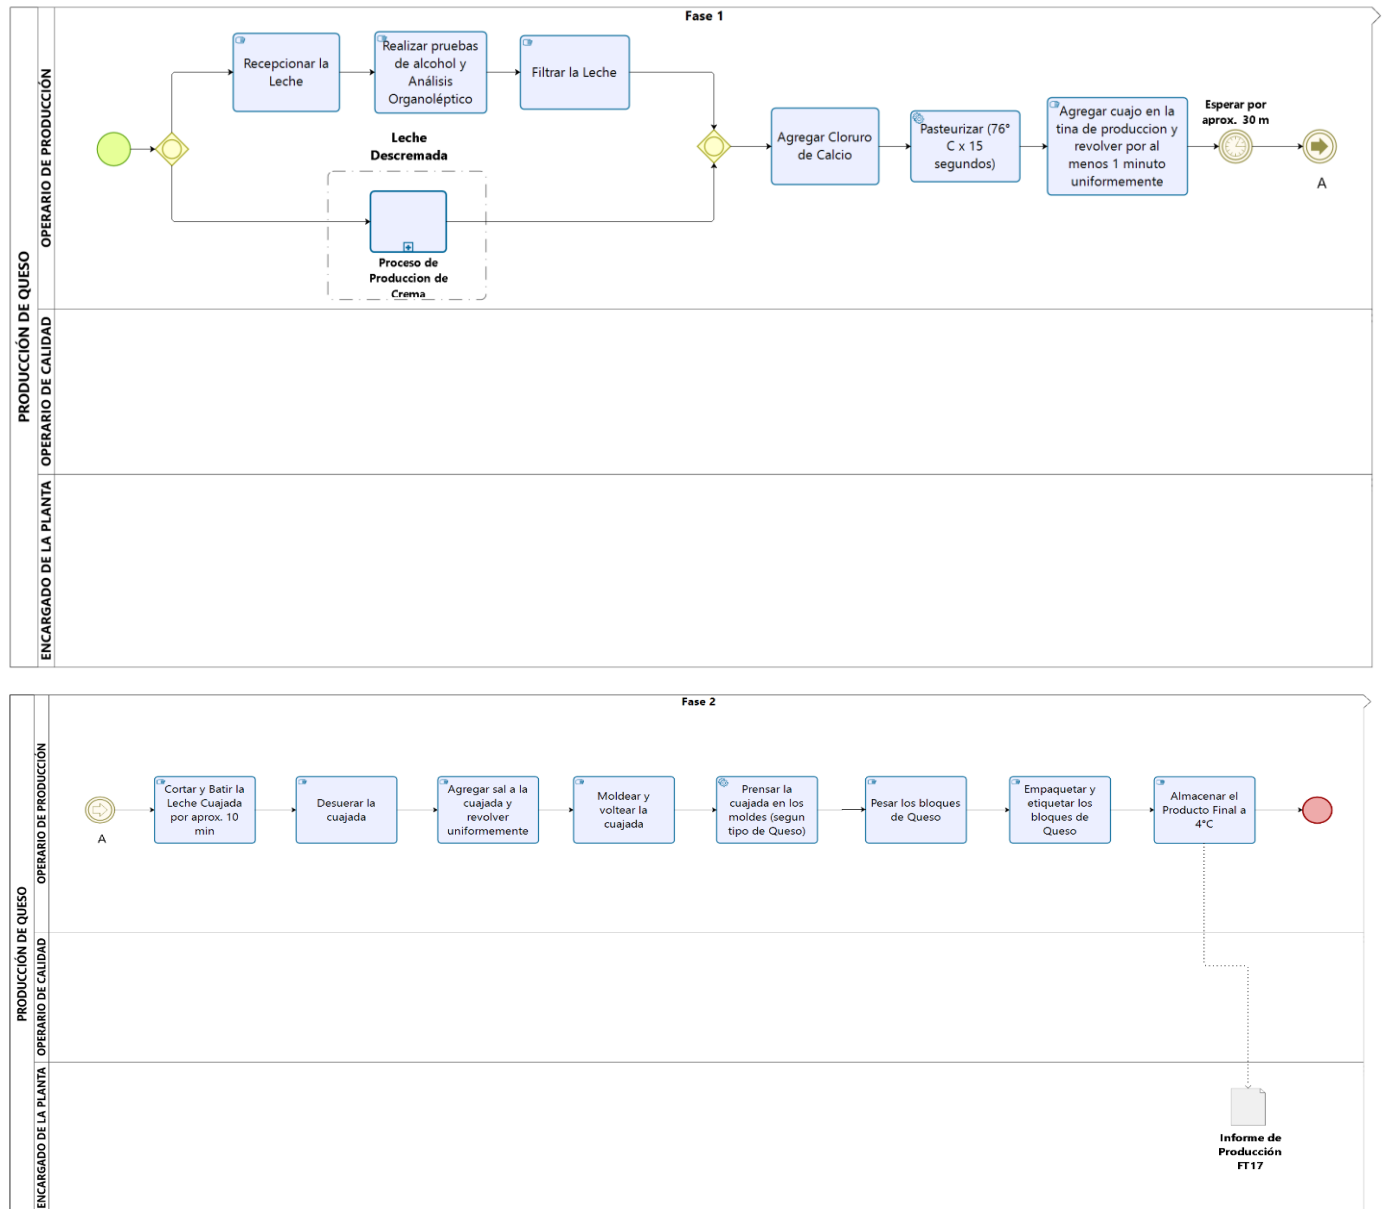 Fase 1
PRODUCCIÓN DE QUESO
OPERARIO DE PRODUCCIÓN
Recepcionar la
Leche
Realizar pruebas
de alcohol y
Análisis
Organoléptico
Filtrar la Leche
Leche
Descremada
Proceso de
Produccion de
Crema
Agregar Cloruro
de Calcio
Pasteurizar (76°
C x 15
segundos)
Agregar cuajo en la
tina de produccion y
revolver por al
menos 1 minuto
uniformemente
Esperar por
aprox. 30 m
A
OPERARIO DE CALIDAD
ENCARGADO DE LA PLANTA
Fase 2
PRODUCCIÓN DE QUESO
OPERARIO DE PRODUCCIÓN
A
Cortar y Batir la
Leche Cuajada
por aprox. 10
min
Desuerar la
cuajada
Agregar sal a la
cuajada y
revolver
uniformemente
Moldear y
voltear la
cuajada
Prensar la
cuajada en los
moldes (segun
tipo de Queso)
Pesar los bloques
de Queso
Empaquetar y
etiquetar los
bloques de
Queso
Almacenar el
Producto Final a
4°C
OPERARIO DE CALIDAD
ENCARGADO DE LA PLANTA
Informe de
Producción
FT17